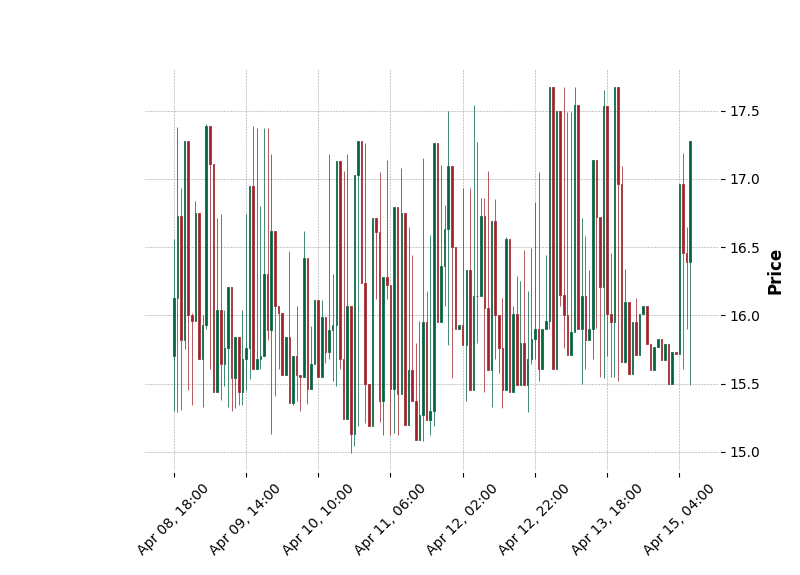 17.5
17.0
16.5
16.0
15.5
15.0
Price
Apr 08, 18:00
Apr 09, 14:00
Apr 10, 10:00
Apr 11, 06:00
Apr 12, 02:00
Apr 12, 22:00
Apr 13, 18:00
Apr 15, 04:00